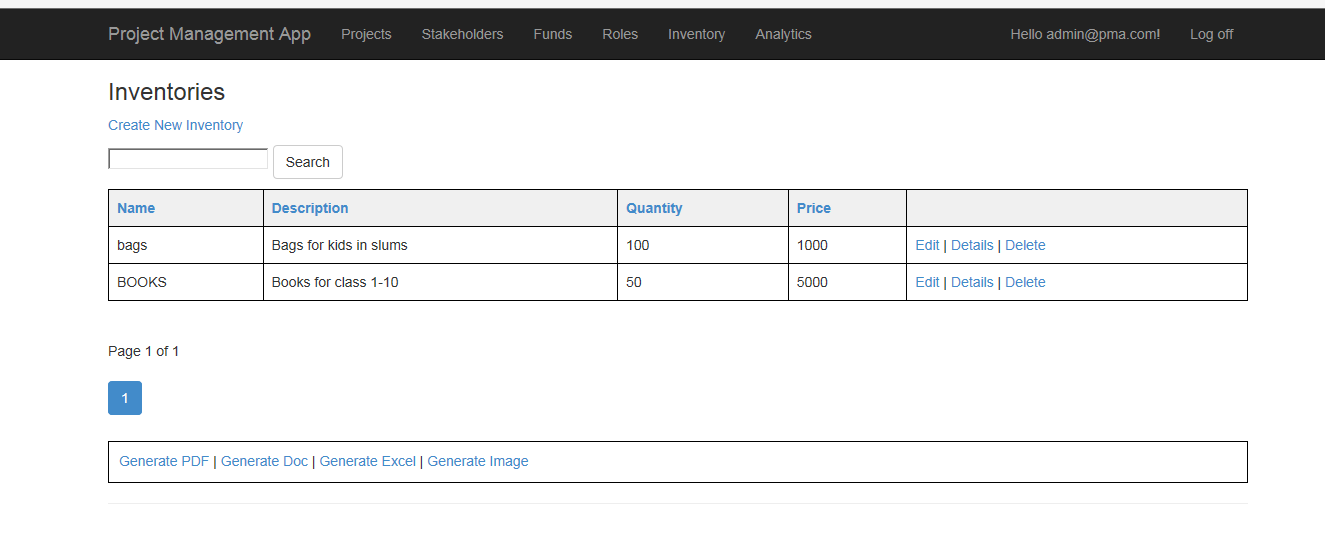 Project Management App Projects Stakeholders Funds Roles Inventory Analytics Hello admin@pma.com! Log off
Inventories
Create New Inventory
Search
Name Description Quantity Price
bags Bags for kids in slums 100 1000 Edit | Details | Delete
BOOKS Books for class 1-10 50 5000 Edit | Details | Delete
Page 1 of 1
1
Generate PDF | Generate Doc | Generate Excel | Generate Image